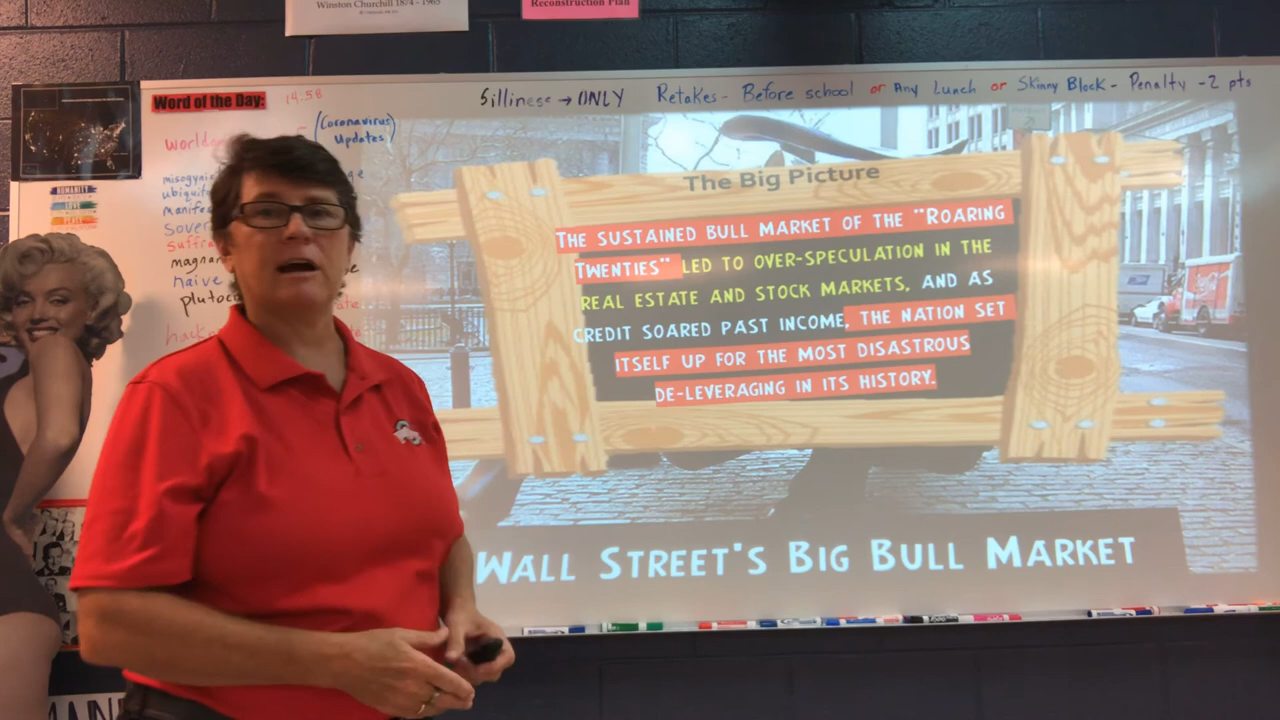 Winston Churchill 1874 - 1965
Reconstruction Plan
Word of the Day:
14:58
Silliness → ONLY
Retakes - Before school or Any Lunch or Skinny Block - Penalty -2 pts
(Coronavirus
Updates)
HUMANITY
LOVE
PEACE
naive
The Big Picture
THE SUSTAINED BULL MARKET OF THE "ROARING
TWENTIES" LED TO OVER-SPECULATION IN THE
REAL ESTATE AND STOCK MARKETS, AND AS
CREDIT SOARED PAST INCOME, THE NATION SET
ITSELF UP FOR THE MOST DISASTROUS
DE-LEVERAGING IN ITS HISTORY.
WALL STREET'S BIG BULL MARKET